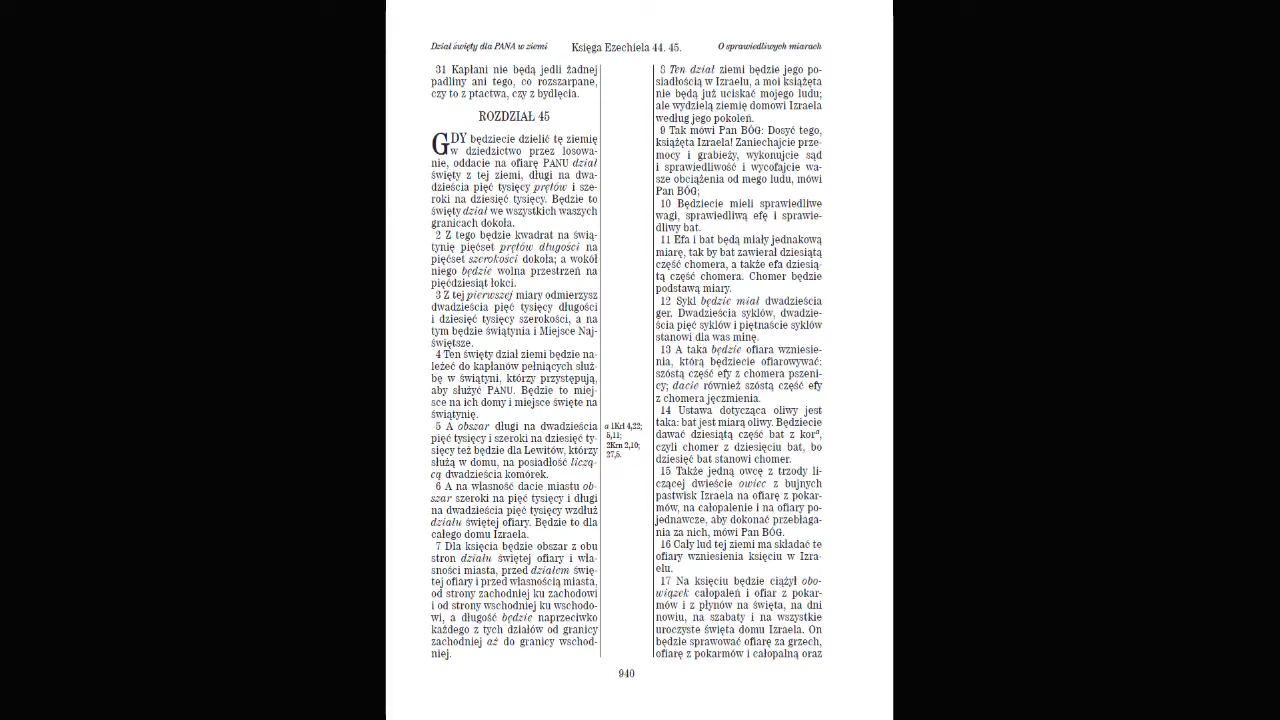 Dział święty dla PANA w ziemi
Księga Ezechiela 44. 45.
O sprawiedliwych miarach
31 Kapłani nie będą jedli żadnej
padliny ani tego, co rozszarpane,
czy to z ptactwa, czy z bydlęcia.
ROZDZIAŁ 45
GDY będziecie dzielić tę ziemię
w dziedzictwo przez losowa-
nie, oddacie na ofiarę PANU dział
święty z tej ziemi, długi na dwa-
dzieścia pięć tysięcy prętów i sze-
roki na dziesięć tysięcy. Będzie to
święty dział we wszystkich waszych
granicach dokoła.
2 Z tego będzie kwadrat na świą-
tynię pięćset prętów długości na
pięćset szerokości dokoła; a wokół
niego będzie wolna przestrzeń na
pięćdziesiąt łokci.
3 Z tej pierwszej miary odmierzysz
dwadzieścia pięć tysięcy długości
i dziesięć tysięcy szerokości, a na
tym będzie świątynia i Miejsce Naj-
świętsze.
4 Ten święty dział ziemi będzie na-
leżeć do kapłanów pełniących służ-
bę w świątyni, którzy przystępują,
aby służyć PANU. Będzie to miej-
sce na ich domy i miejsce święte na
świątynię.
5 A obszar długi na dwadzieścia
pięć tysięcy i szeroki na dziesięć ty-
sięcy też będzie dla Lewitów, którzy
służą w domu, na posiadłość liczą-
cą dwadzieścia komórek.
6 A na własność dacie miastu ob-
szar szeroki na pięć tysięcy i długi
na dwadzieścia pięć tysięcy wzdłuż
działu świętej ofiary. Będzie to dla
całego domu Izraela.
7 Dla księcia będzie obszar z obu
stron działu świętej ofiary i wła-
sności miasta, przed działem świę-
tej ofiary i przed własnością miasta,
od strony zachodniej ku zachodowi
i od strony wschodniej ku wschodo-
wi, a długość będzie naprzeciwko
każdego z tych działów od granicy
zachodniej aż do granicy wschod-
niej.
a 1Krl 4,22;
5,11;
2Krn 2,10;
27,5.
8 Ten dział ziemi będzie jego po-
siadłością w Izraelu, a moi książęta
nie będą już uciskać mojego ludu;
ale wydzielą ziemię domowi Izraela
według jego pokoleń.
9 Tak mówi Pan BÓG: Dosyć tego,
książęta Izraela! Zaniechajcie prze-
mocy i grabieży, wykonujcie sąd
i sprawiedliwość i wycofajcie wa-
sze obciążenia od mego ludu, mówi
Pan BÓG;
10 Będziecie mieli sprawiedliwe
wagi, sprawiedliwą efę i sprawie-
dliwy bat.
11 Efa i bat będą miały jednakową
miarę, tak by bat zawierał dziesiątą
część chomera, a także efa dziesią-
tą część chomera. Chomer będzie
podstawą miary.
12 Sykl będzie miał dwadzieścia
ger. Dwadzieścia syklów, dwadzie-
ścia pięć syklów i piętnaście syklów
stanowi dla was minę.
13 A taka będzie ofiara wzniesie-
nia, którą będziecie ofiarowywać:
szóstą część efy z chomera pszeni-
cy; dacie również szóstą część efy
z chomera jęczmienia.
14 Ustawa dotycząca oliwy jest
taka: bat jest miarą oliwy. Będziecie
dawać dziesiątą część bat z korᵃ,
czyli chomer z dziesięciu bat, bo
dziesięć bat stanowi chomer.
15 Także jedną owcę z trzody li-
czącej dwieście owiec z bujnych
pastwisk Izraela na ofiarę z pokar-
mów, na całopalenie i na ofiary po-
jednawcze, aby dokonać przebłaga-
nia za nich, mówi Pan BÓG.
16 Cały lud tej ziemi ma składać te
ofiary wzniesienia księciu w Izra-
elu.
17 Na księciu będzie ciążył obo-
wiązek całopaleń i ofiar z pokar-
mów i z płynów na święta, na dni
nowiu, na szabaty i na wszystkie
uroczyste święta domu Izraela. On
będzie sprawować ofiarę za grzech,
ofiarę z pokarmów i całopalną oraz
940